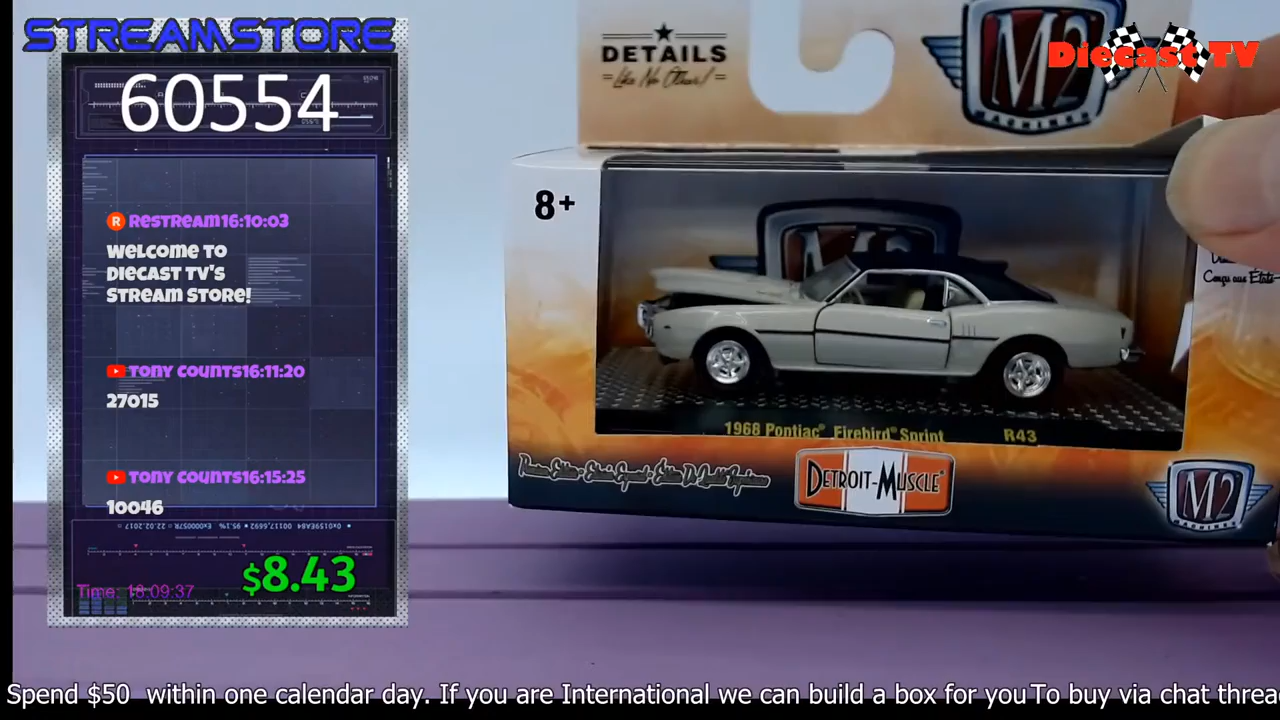 STREAMSTORE
60554
Restream16:10:03
Welcome to
Diecast TV's
Stream Store!
Tony Counts16:11:20
27015
Tony Counts16:15:25
10046
Time: 18:09:37
$8.43
DETAILS
Like No Other!
M2
MACHINES
Diecast TV
8+
1968 Pontiac® Firebird® Sprint R43
DETROIT-MUSCLE
M2
MACHINES
Spend $50 within one calendar day. If you are International we can build a box for youTo buy via chat threa